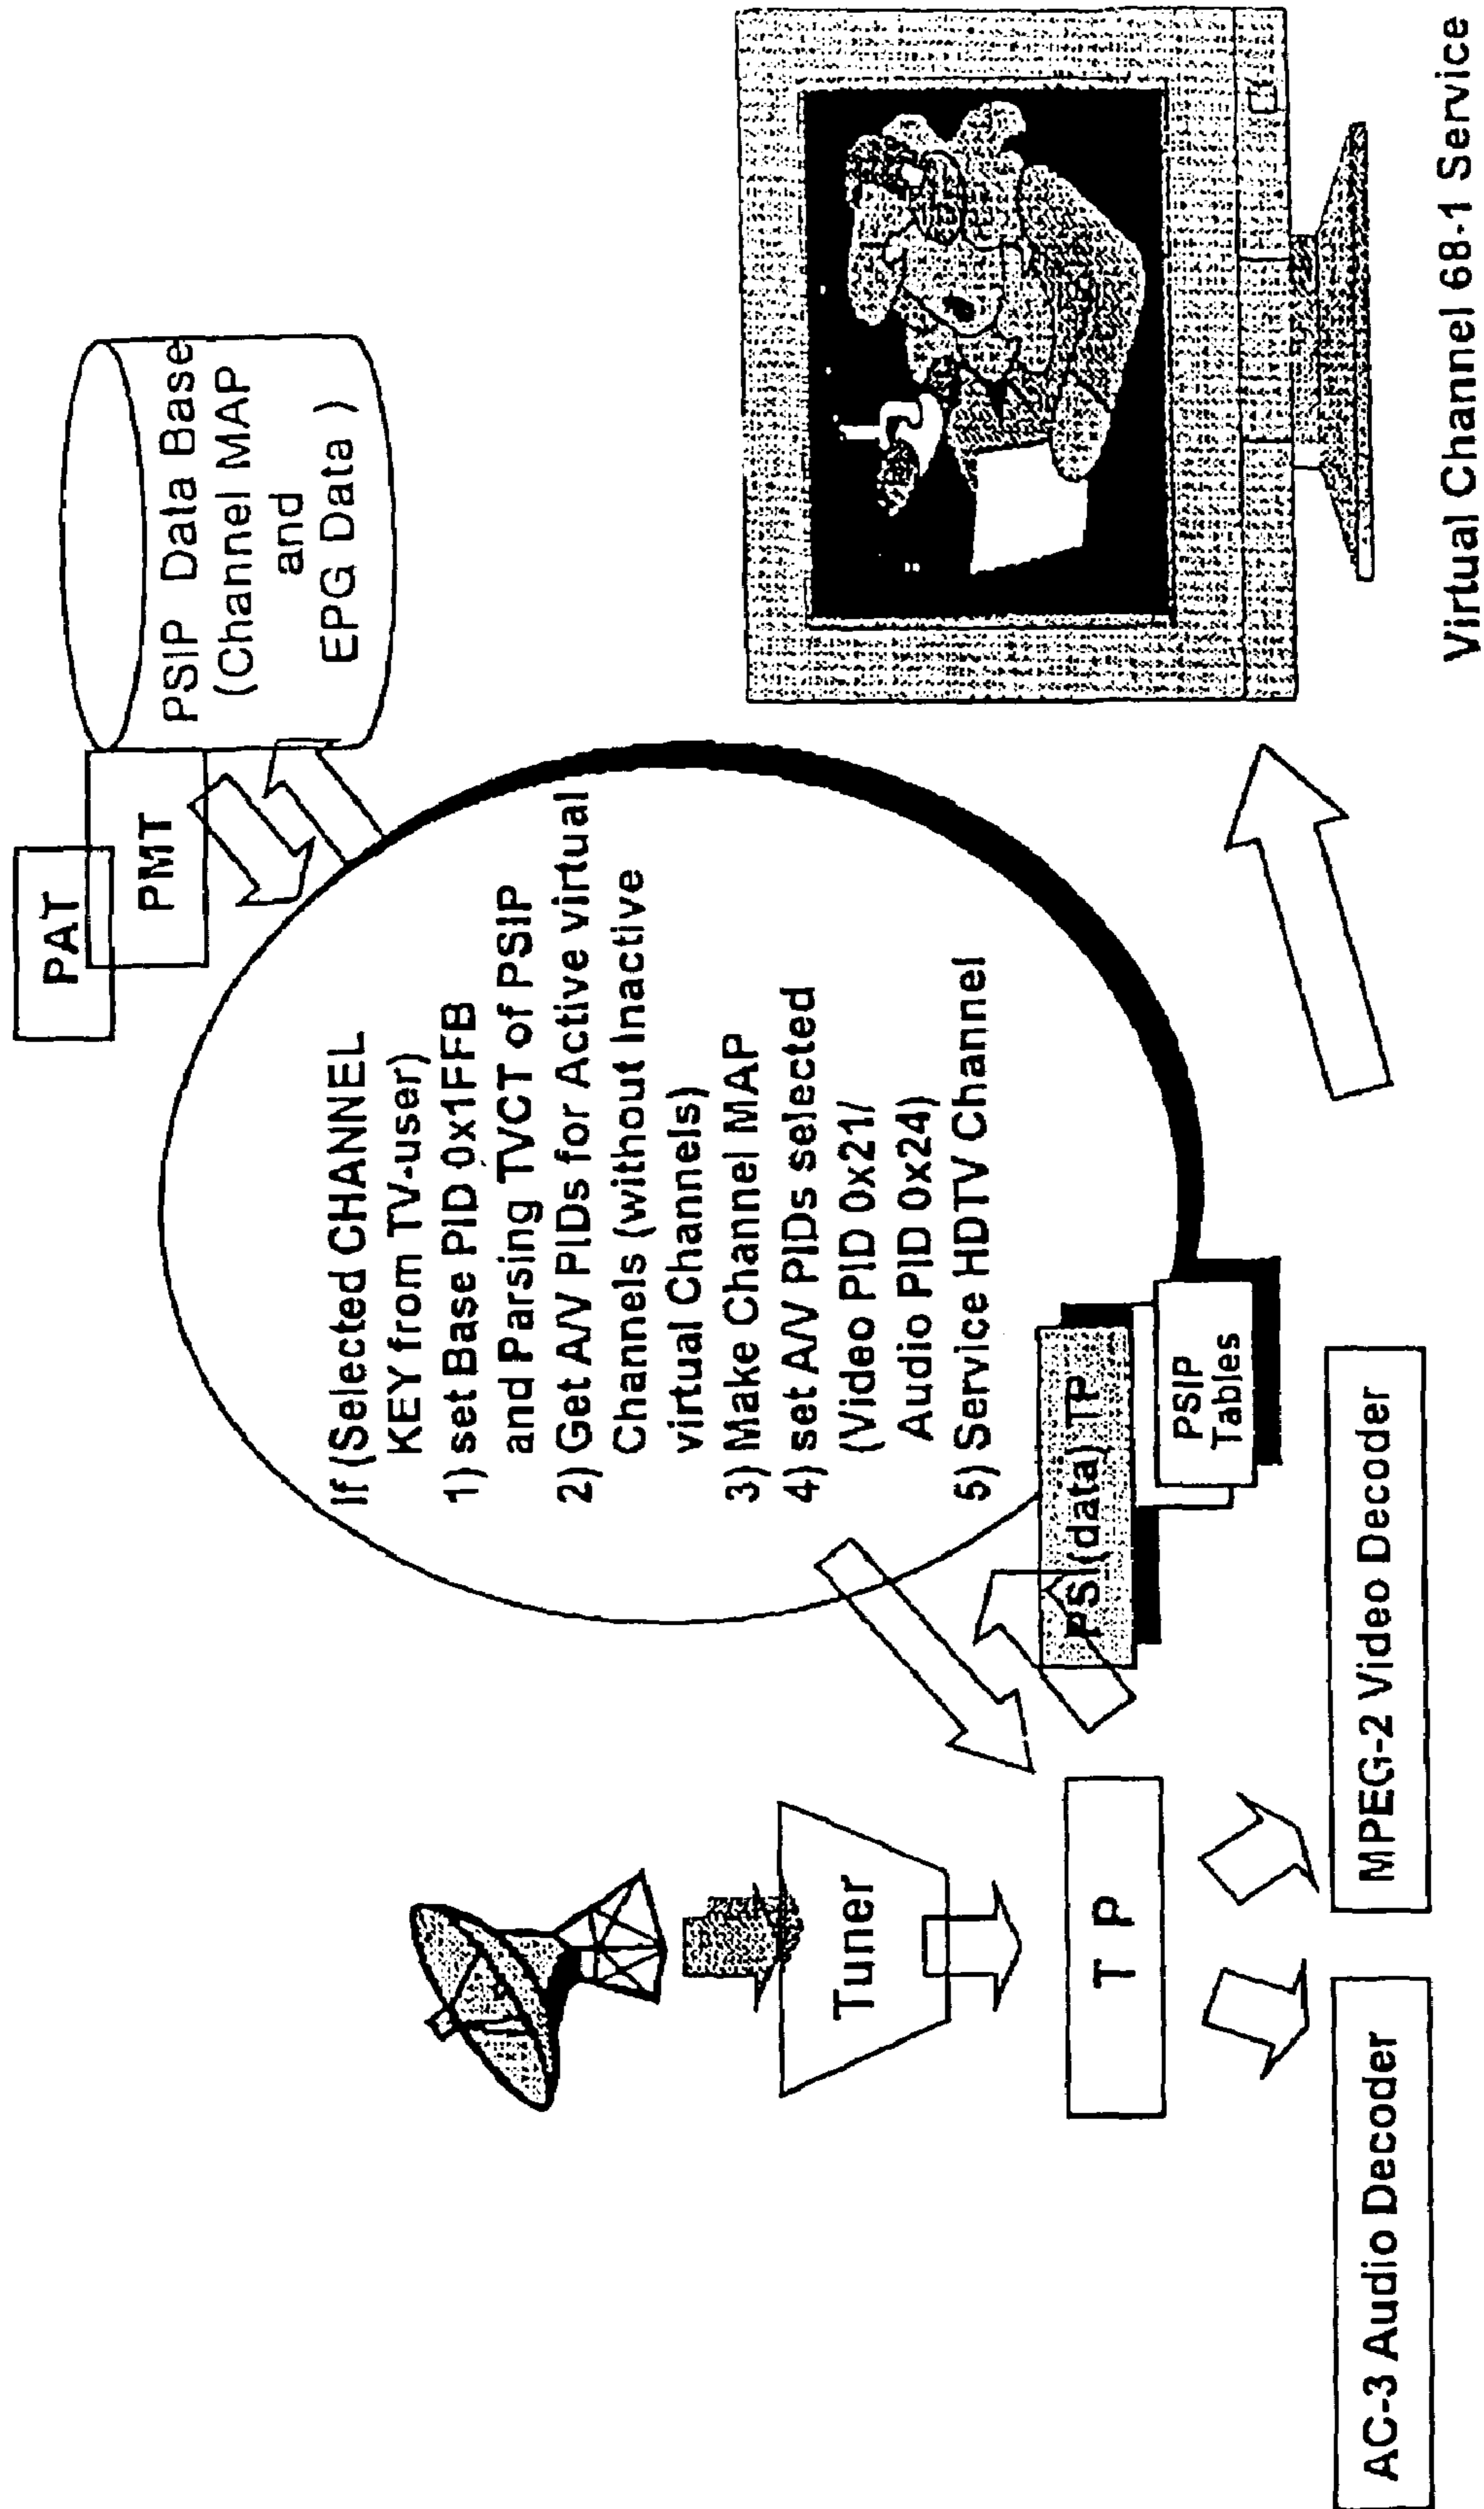 PAT
PMT
PSIP Data Base
(Channel MAP
and
EPG Data )
If (Selected CHANNEL
KEY from TV-user)
1) set Base PID 0x1FFB
and Parsing TVCT of PSIP
2) Get A/V PIDs for Active virtual
Channels (without Inactive
virtual Channels)
3) Make Channel MAP
4) set A/V PIDs selected
(Video PID 0x21/
Audio PID 0x24)
5) Service HDTV Channel
Tuner
T P
PSI(data) TP
PSIP
Tables
AC-3 Audio Decoder
MPEG-2 Video Decoder
Virtual Channel 68-1 Service